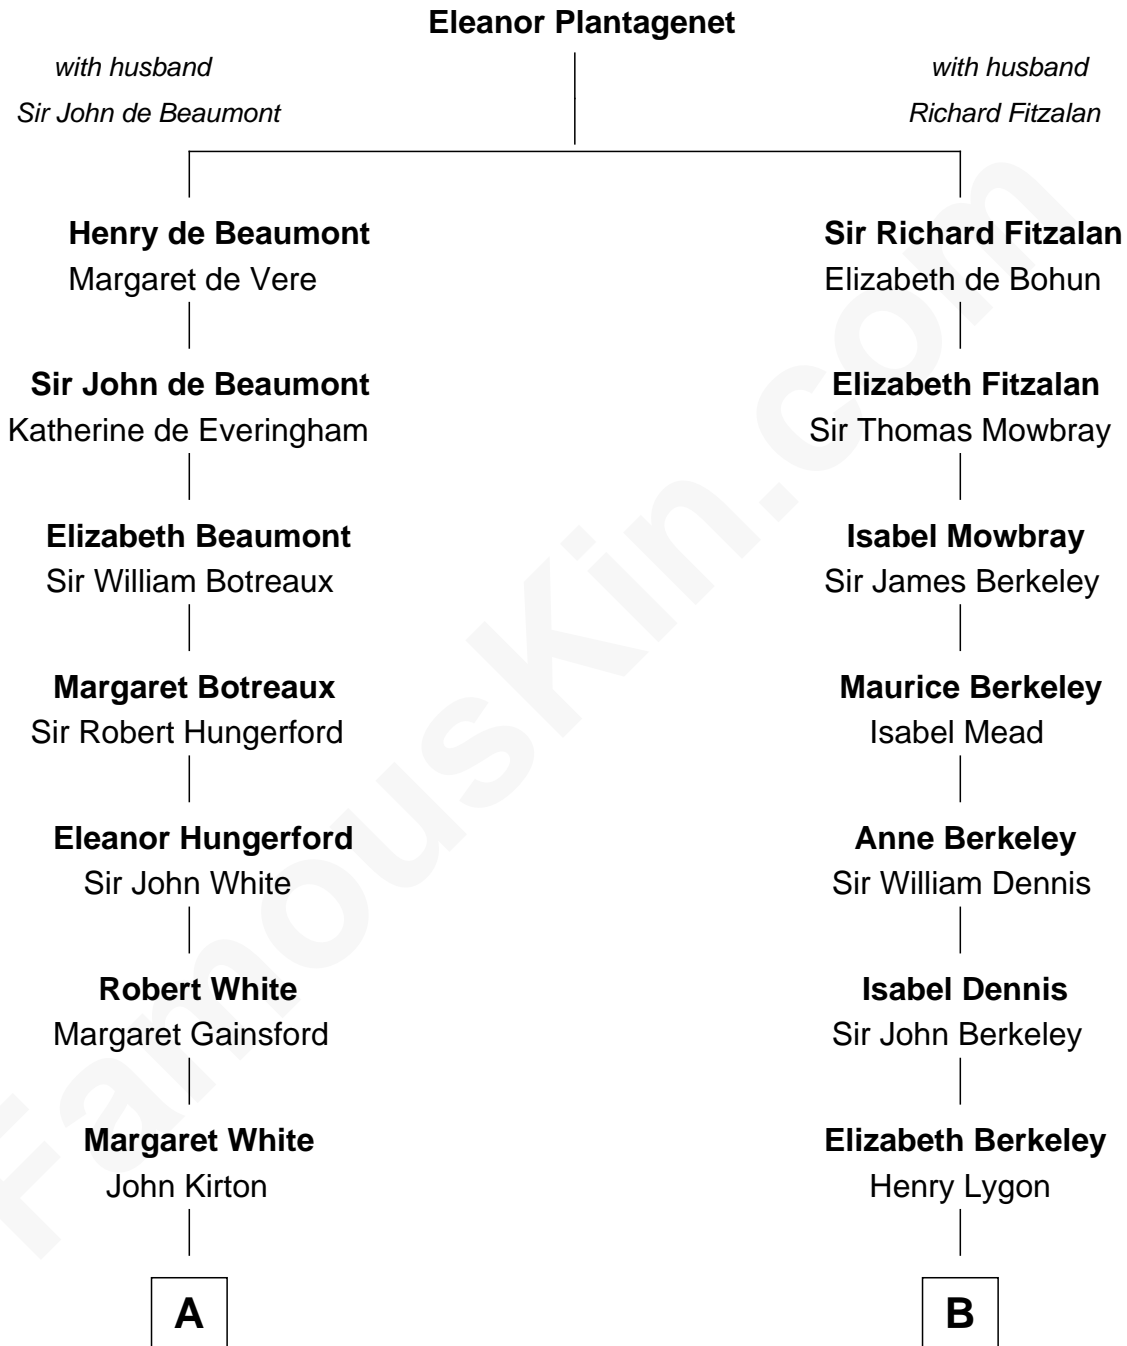 Eleanor Plantagenet
with husband
Sir John de Beaumont
with husband
Richard Fitzalan
Henry de Beaumont
Margaret de Vere
Sir Richard Fitzalan
Elizabeth de Bohun
Sir John de Beaumont
Katherine de Everingham
Elizabeth Fitzalan
Sir Thomas Mowbray
Elizabeth Beaumont
Sir William Botreaux
Isabel Mowbray
Sir James Berkeley
Margaret Botreaux
Sir Robert Hungerford
Maurice Berkeley
Isabel Mead
Eleanor Hungerford
Sir John White
Anne Berkeley
Sir William Dennis
Robert White
Margaret Gainsford
Isabel Dennis
Sir John Berkeley
Margaret White
John Kirton
Elizabeth Berkeley
Henry Lygon
A
B
FamousKin.com